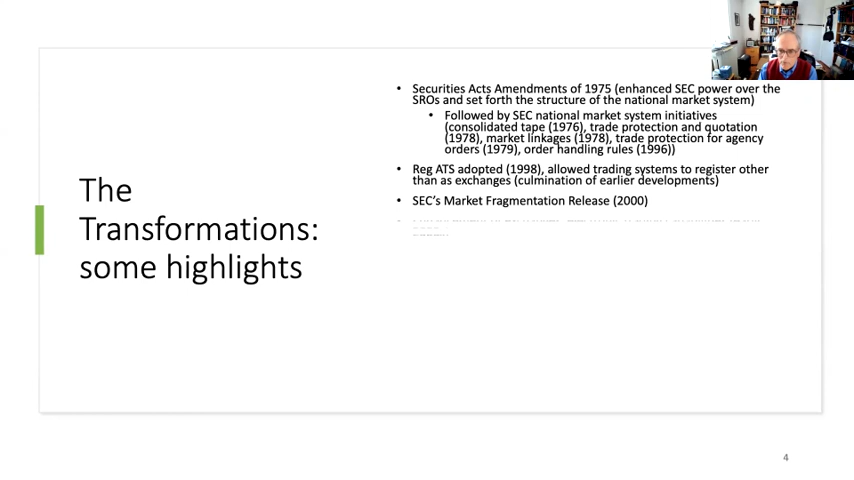 The
Transformations:
some highlights
• Securities Acts Amendments of 1975 (enhanced SEC power over the
SROs and set forth the structure of the national market system)
• Followed by SEC national market system initiatives
(consolidated tape (1976), trade protection and quotation
(1978), market linkages (1978), trade protection for agency
orders (1979), order handling rules (1996))
• Reg ATS adopted (1998), allowed trading systems to register other
than as exchanges (culmination of earlier developments)
• SEC's Market Fragmentation Release (2000)
4